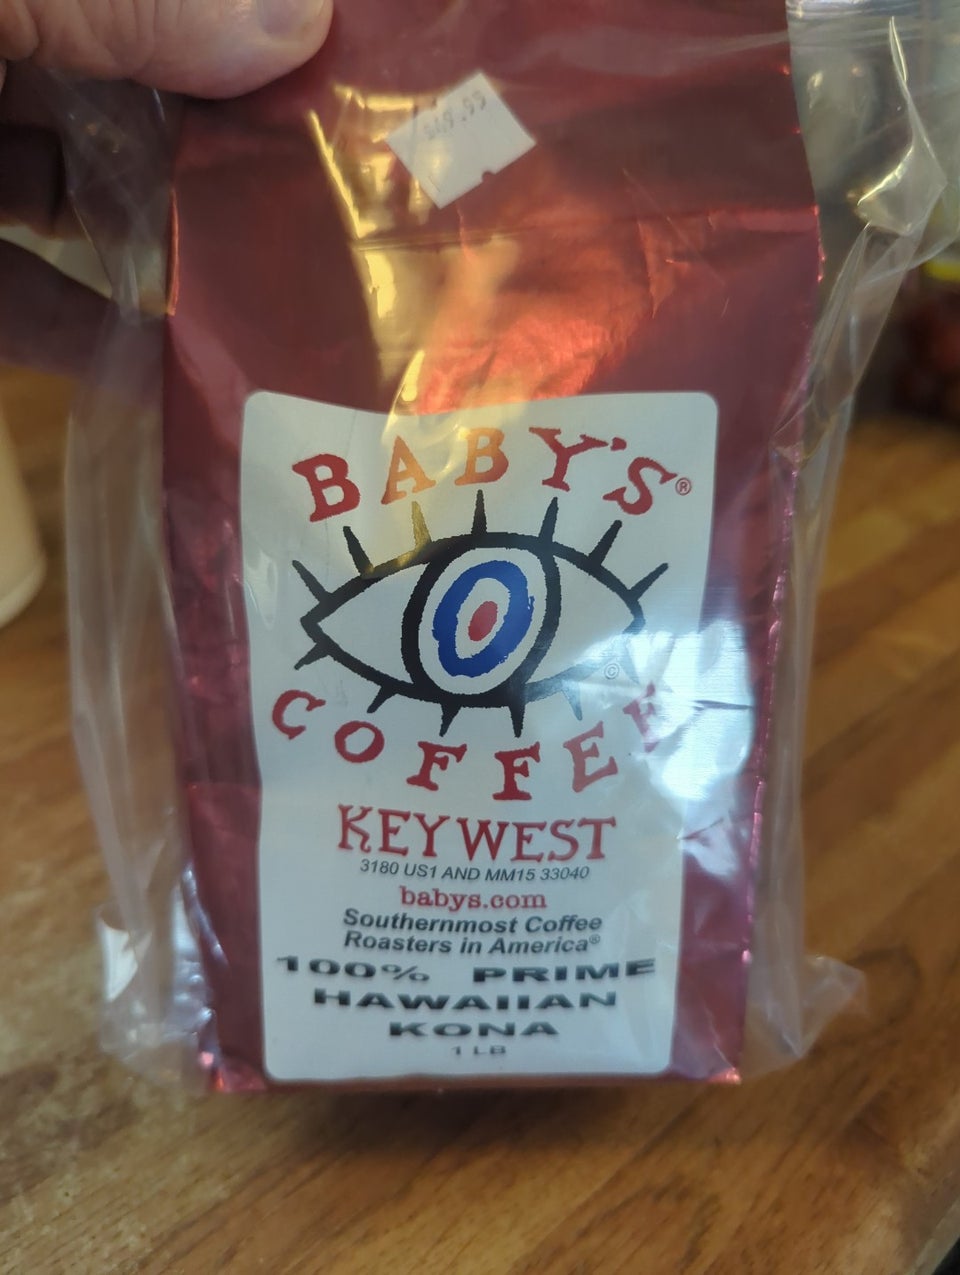 BABY'S®
©
COFFEE
KEY WEST
3180 US1 AND MM15 33040
babys.com
Southernmost Coffee
Roasters in America®
100% PRIME
HAWAIIAN
KONA
1 LB